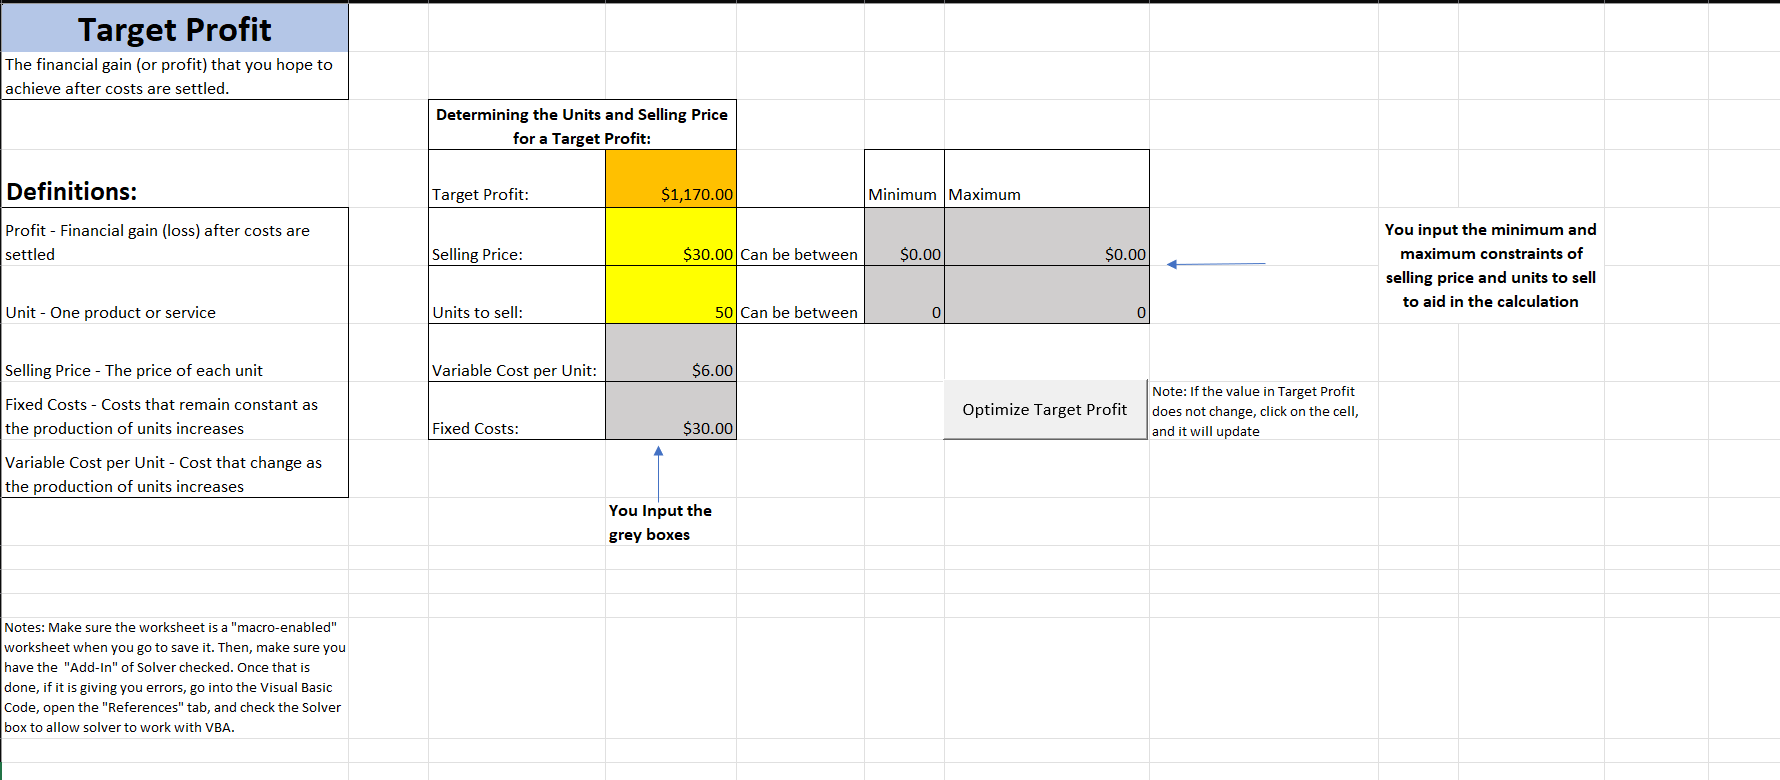 Target Profit
The financial gain (or profit) that you hope to
achieve after costs are settled.
Determining the Units and Selling Price
for a Target Profit:
Definitions:
Target Profit: $1,170.00 Minimum Maximum
Profit - Financial gain (loss) after costs are
settled
Selling Price: $30.00 Can be between $0.00 $0.00
You input the minimum and
maximum constraints of
selling price and units to sell
to aid in the calculation
Unit - One product or service
Units to sell: 50 Can be between 0 0
Selling Price - The price of each unit
Variable Cost per Unit: $6.00
Fixed Costs - Costs that remain constant as
the production of units increases
Fixed Costs: $30.00
Optimize Target Profit
Note: If the value in Target Profit
does not change, click on the cell,
and it will update
Variable Cost per Unit - Cost that change as
the production of units increases
You Input the
grey boxes
Notes: Make sure the worksheet is a "macro-enabled"
worksheet when you go to save it. Then, make sure you
have the "Add-In" of Solver checked. Once that is
done, if it is giving you errors, go into the Visual Basic
Code, open the "References" tab, and check the Solver
box to allow solver to work with VBA.